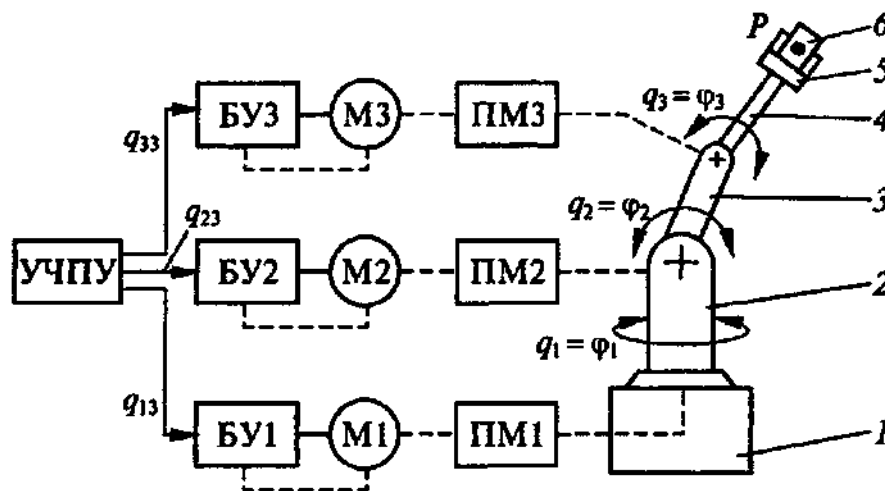 P
6
5
БУ3
М3
ПМ3
q3 = φ3
4
q33
3
q23
q2 = φ2
УЧПУ
БУ2
М2
ПМ2
2
q1 = φ1
q13
БУ1
М1
ПМ1
1